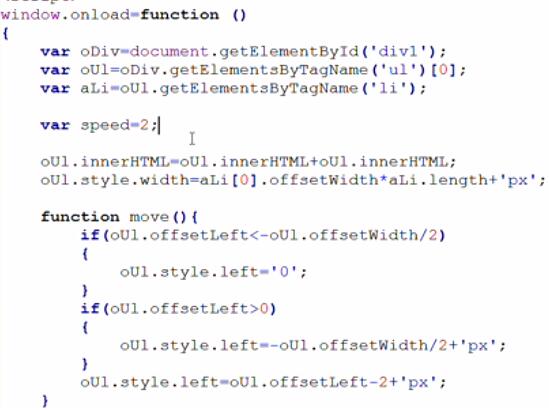 window.onload=function ()
{
var oDiv=document.getElementById('div1');
var oUl=oDiv.getElementsByTagName('ul')[0];
var aLi=oUl.getElementsByTagName('li');
var speed=2;
oUl.innerHTML=oUl.innerHTML+oUl.innerHTML;
oUl.style.width=aLi[0].offsetWidth*aLi.length+'px';
function move(){
if(oUl.offsetLeft<-oUl.offsetWidth/2)
{
oUl.style.left='0';
}
if(oUl.offsetLeft>0)
{
oUl.style.left=-oUl.offsetWidth/2+'px';
}
oUl.style.left=oUl.offsetLeft-2+'px';
}